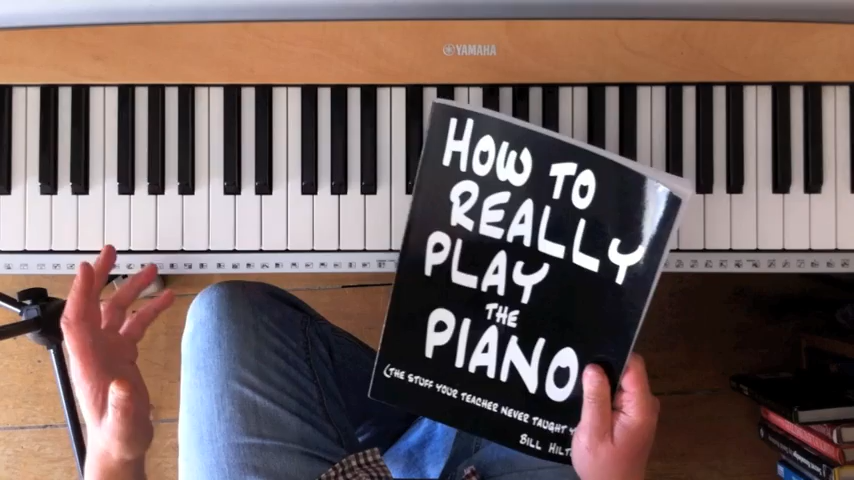 YAMAHA
HOW TO
REALLY
PLAY
THE
PIANO
(THE STUFF YOUR TEACHER NEVER TAUGHT
BILL